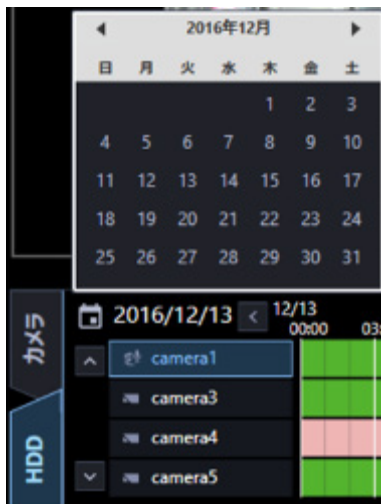 2016年12月
日 月 火 水 木 金 土
1 2 3
4 5 6 7 8 9 10
11 12 13 14 15 16 17
18 19 20 21 22 23 24
25 26 27 28 29 30 31
カメラ
HDD
2016/12/13 < 12/13
00:00 03:
camera1
camera3
camera4
camera5